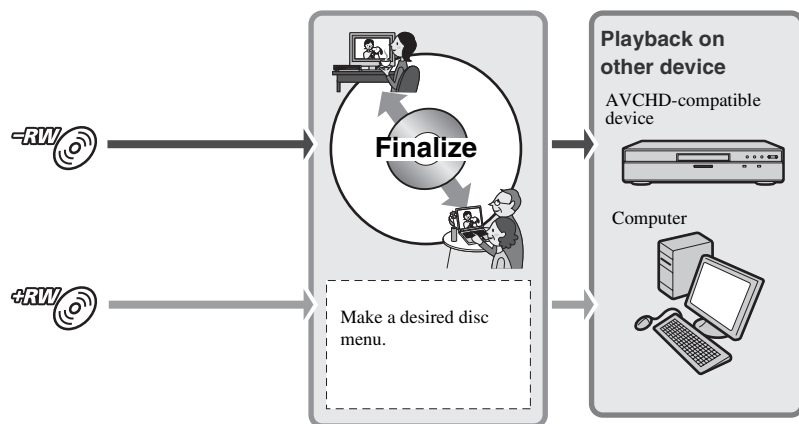 -RW
Finalize
+RW
Make a desired disc
menu.
Playback on
other device
AVCHD-compatible
device
Computer